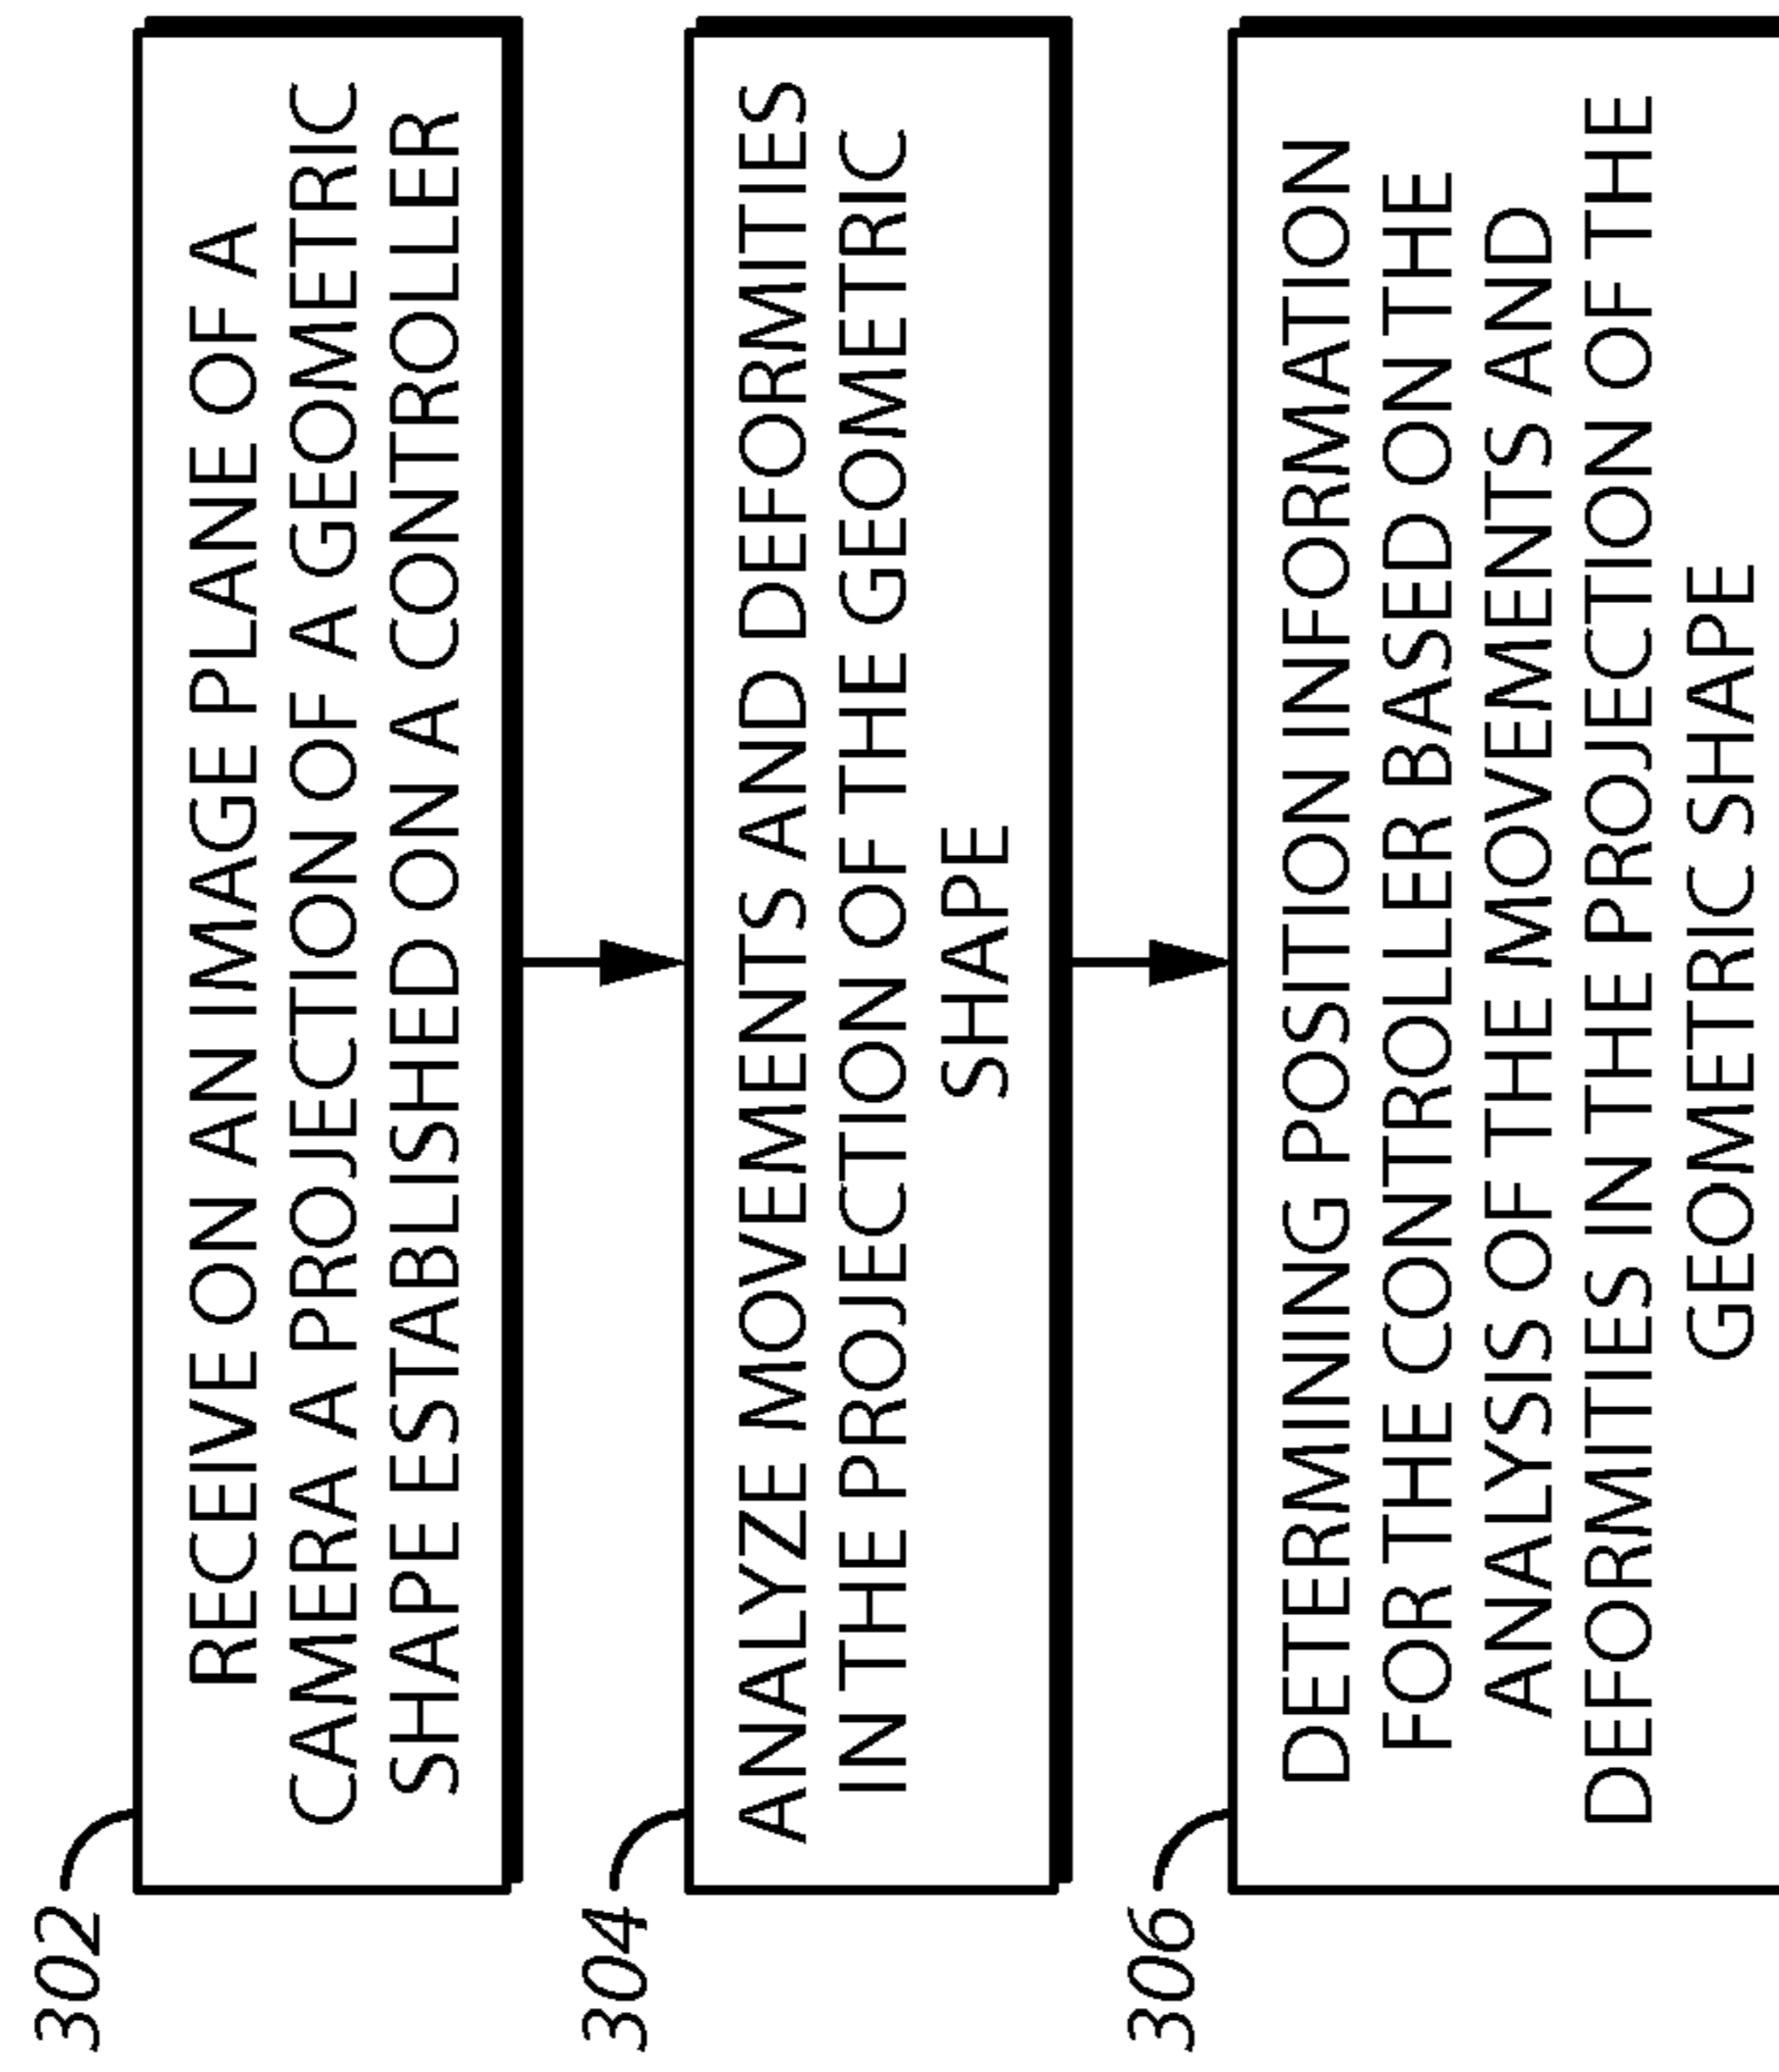 302
RECEIVE ON AN IMAGE PLANE OF A
CAMERA A PROJECTION OF A GEOMETRIC
SHAPE ESTABLISHED ON A CONTROLLER
304
ANALYZE MOVEMENTS AND DEFORMITIES
IN THE PROJECTION OF THE GEOMETRIC
SHAPE
306
DETERMINING POSITION INFORMATION
FOR THE CONTROLLER BASED ON THE
ANALYSIS OF THE MOVEMENTS AND
DEFORMITIES IN THE PROJECTION OF THE
GEOMETRIC SHAPE